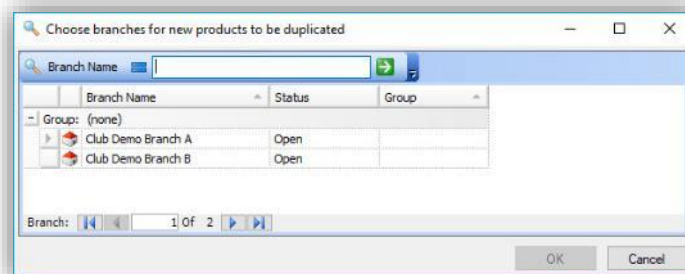 Choose branches for new products to be duplicated
Branch Name
Branch Name Status Group
Group: (none)
Club Demo Branch A Open
Club Demo Branch B Open
Branch: 1 Of 2
OK Cancel